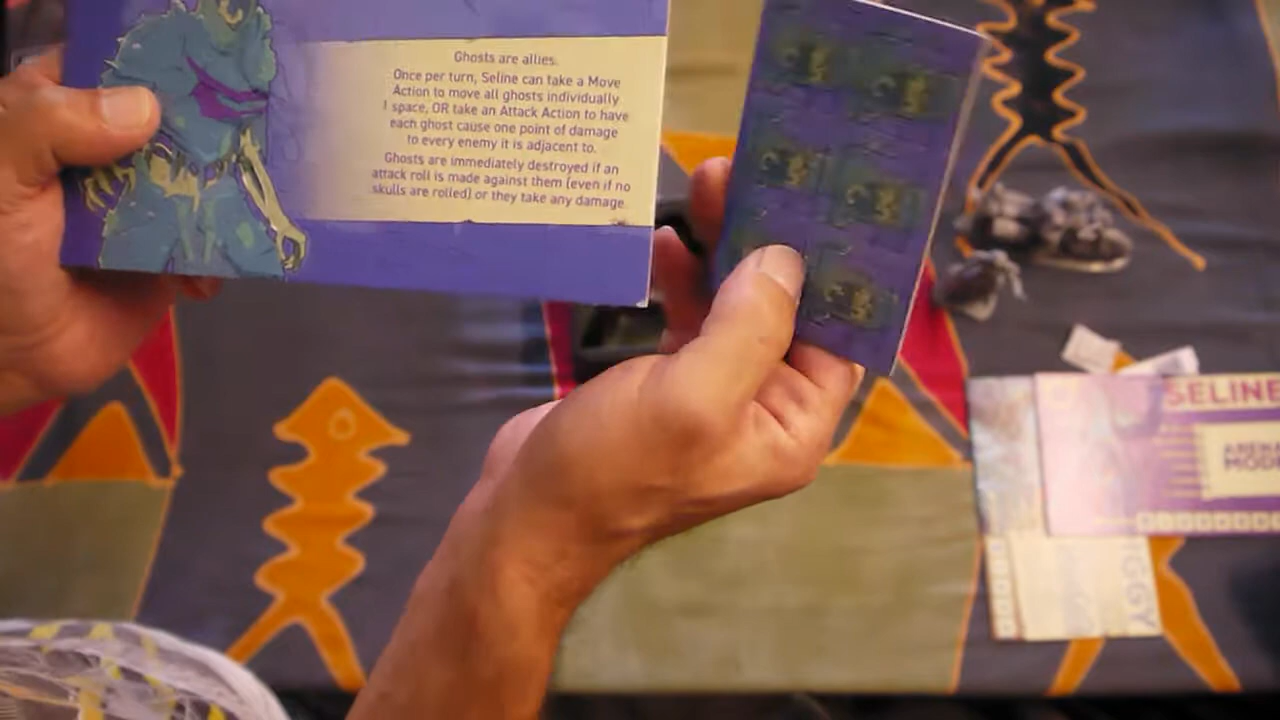 Ghosts are allies.
Once per turn, Seline can take a Move
Action to move all ghosts individually
1 space, OR take an Attack Action to have
each ghost cause one point of damage
to every enemy it is adjacent to.
Ghosts are immediately destroyed if an
attack roll is made against them (even if no
skulls are rolled) or they take any damage.
SELINE
ARENA
MODE